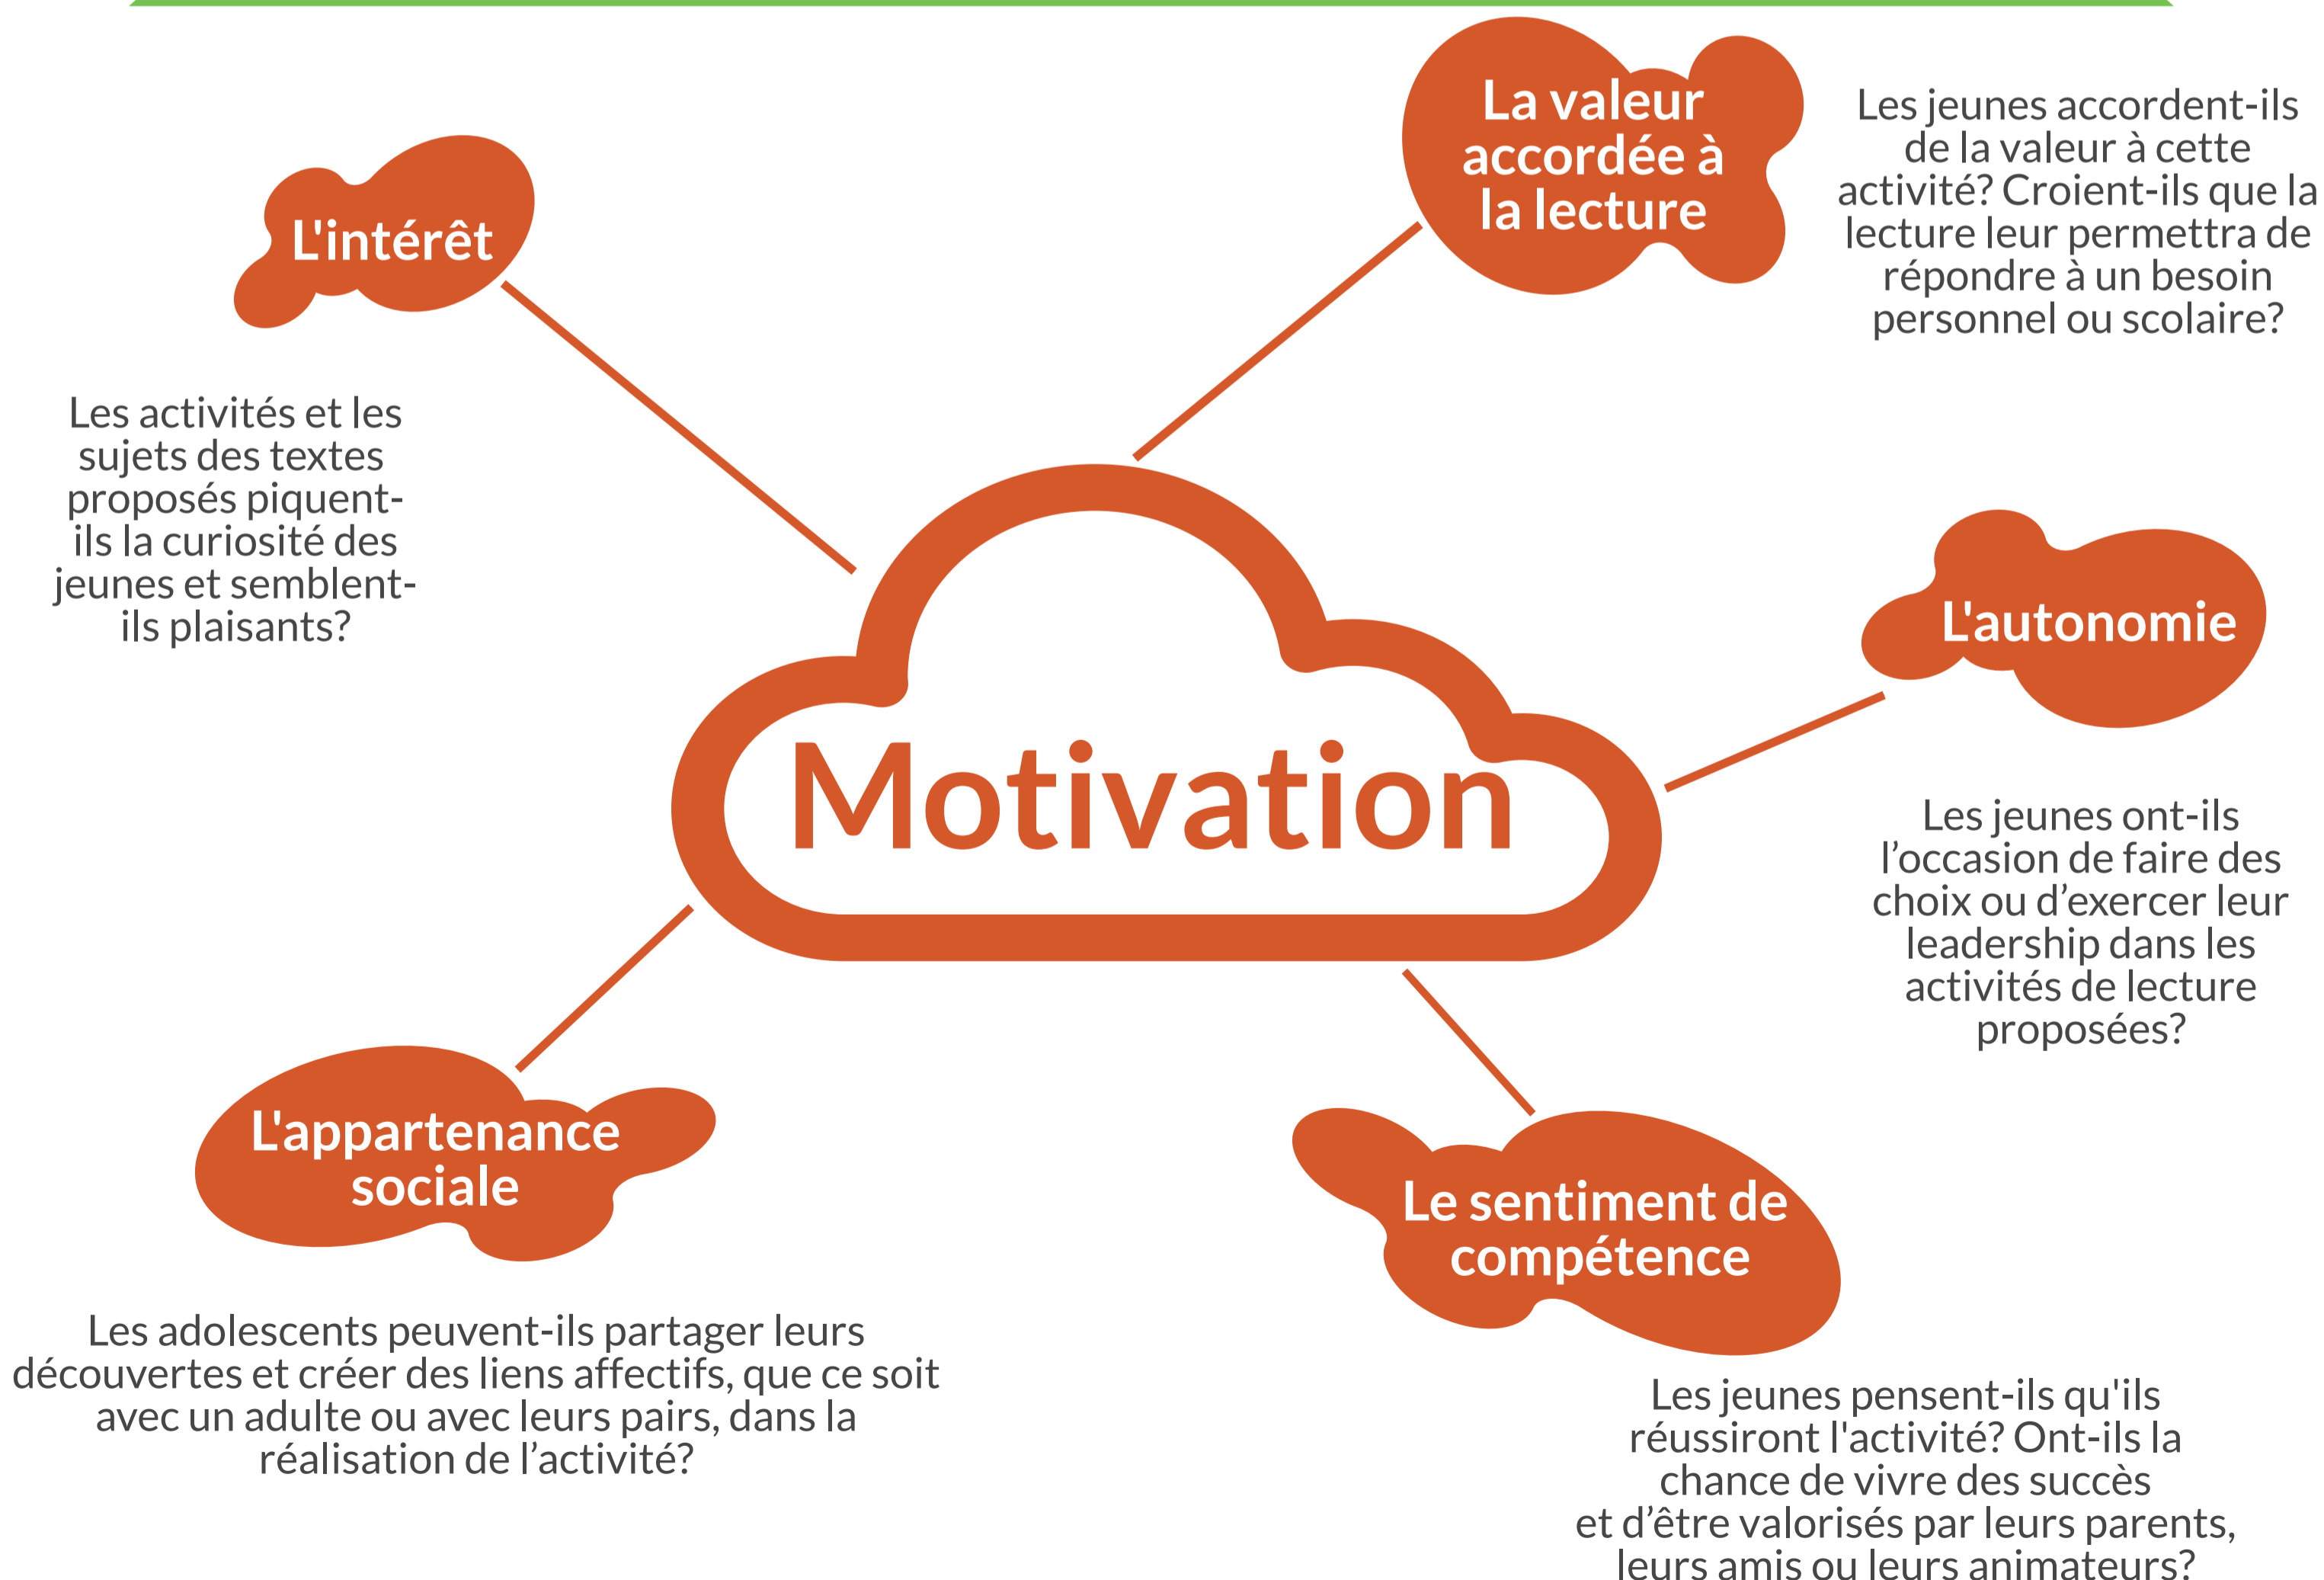 La valeur
accordée à
la lecture
Les jeunes accordent-ils
de la valeur à cette
activité? Croient-ils que la
lecture leur permettra de
répondre à un besoin
personnel ou scolaire?
L'intérêt
Les activités et les
sujets des textes
proposés piquent-
ils la curiosité des
jeunes et semblent-
ils plaisants?
L'autonomie
Les jeunes ont-ils
l’occasion de faire des
choix ou d’exercer leur
leadership dans les
activités de lecture
proposées?
Motivation
L'appartenance
sociale
Les adolescents peuvent-ils partager leurs
découvertes et créer des liens affectifs, que ce soit
avec un adulte ou avec leurs pairs, dans la
réalisation de l’activité?
Le sentiment de
compétence
Les jeunes pensent-ils qu'ils
réussiront l'activité? Ont-ils la
chance de vivre des succès
et d’être valorisés par leurs parents,
leurs amis ou leurs animateurs?